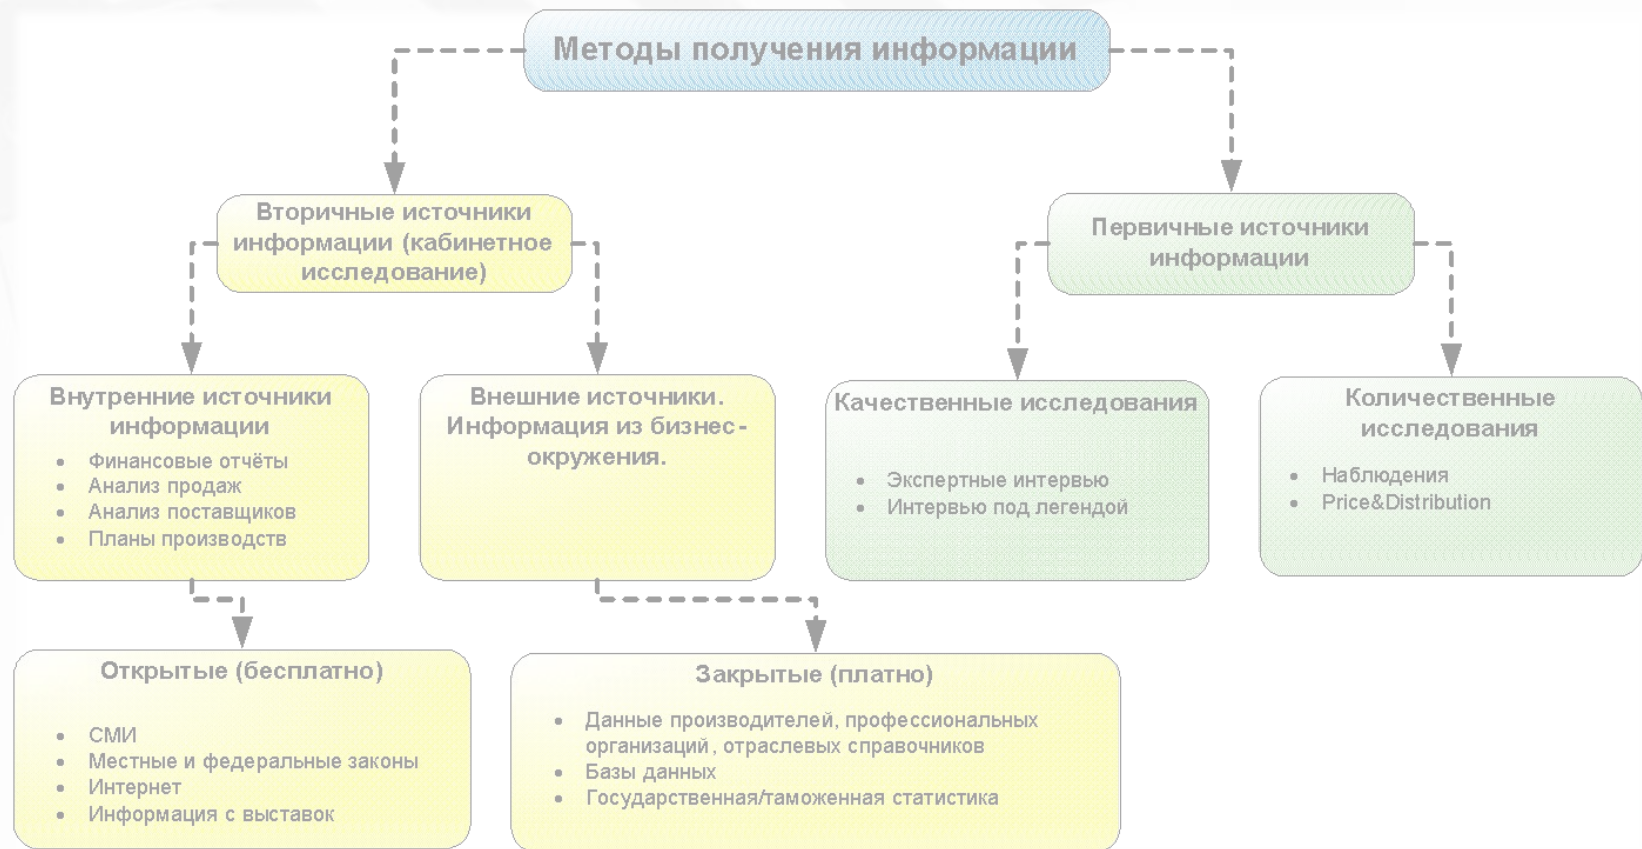 Методы получения информации
Вторичные источники
информации (кабинетное
исследование)
Первичные источники
информации
Внутренние источники
информации
• Финансовые отчёты
• Анализ продаж
• Анализ поставщиков
• Планы производств
Внешние источники.
Информация из бизнес-
окружения.
Качественные исследования
• Экспертные интервью
• Интервью под легендой
Количественные
исследования
• Наблюдения
• Price&Distribution
Открытые (бесплатно)
• СМИ
• Местные и федеральные законы
• Интернет
• Информация с выставок
Закрытые (платно)
• Данные производителей, профессиональных
организаций, отраслевых справочников
• Базы данных
• Государственная/таможенная статистика